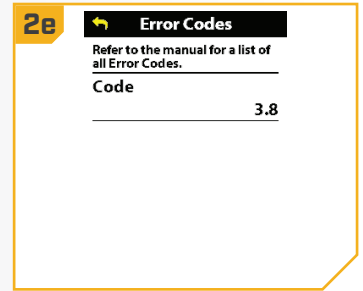 2e
Error Codes
Refer to the manual for a list of
all Error Codes.
Code
3.8